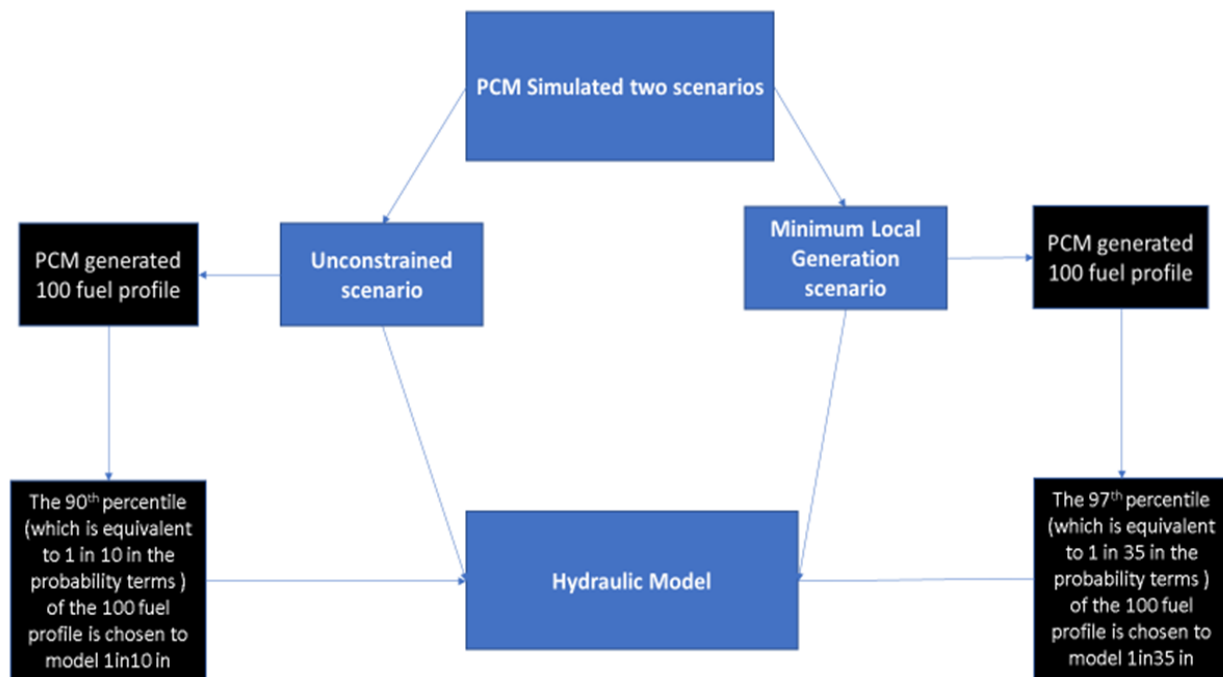 PCM Simulated two scenarios
Unconstrained
scenario
Minimum Local
Generation
scenario
PCM generated
100 fuel profile
PCM generated
100 fuel profile
The 90th percentile
(which is equivalent
to 1 in 10 in the
probability terms )
of the 100 fuel
profile is chosen to
model 1in10 in
Hydraulic Model
The 97th percentile
(which is equivalent
to 1 in 35 in the
probability terms )
of the 100 fuel
profile is chosen to
model 1in35 in